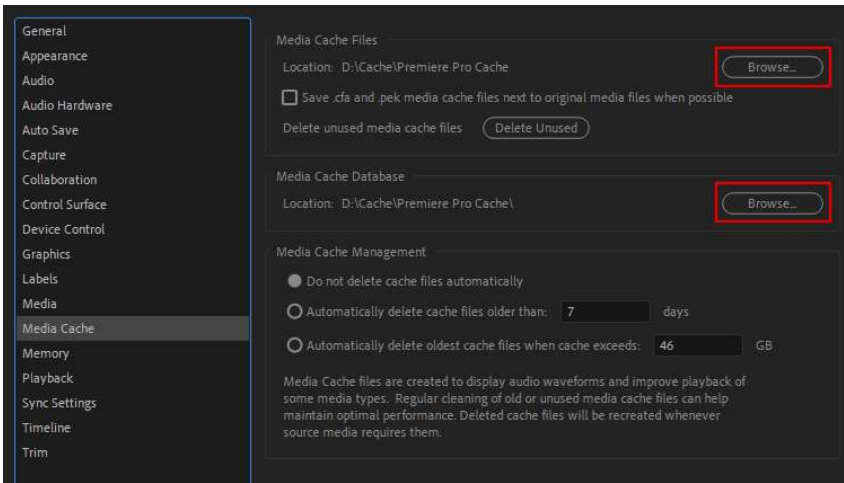 General
Appearance
Audio
Audio Hardware
Auto Save
Capture
Collaboration
Control Surface
Device Control
Graphics
Labels
Media
Media Cache
Memory
Playback
Sync Settings
Timeline
Trim
Media Cache Files
Location: D:\Cache\Premiere Pro Cache
Browse...
Save .cfa and .pek media cache files next to original media files when possible
Delete unused media cache files Delete Unused
Media Cache Database
Location: D:\Cache\Premiere Pro Cache\
Browse...
Media Cache Management
Do not delete cache files automatically
Automatically delete cache files older than: 7 days
Automatically delete oldest cache files when cache exceeds: 46 GB
Media Cache files are created to display audio waveforms and improve playback of
some media types. Regular cleaning of old or unused media cache files can help
maintain optimal performance. Deleted cache files will be recreated whenever
source media requires them.